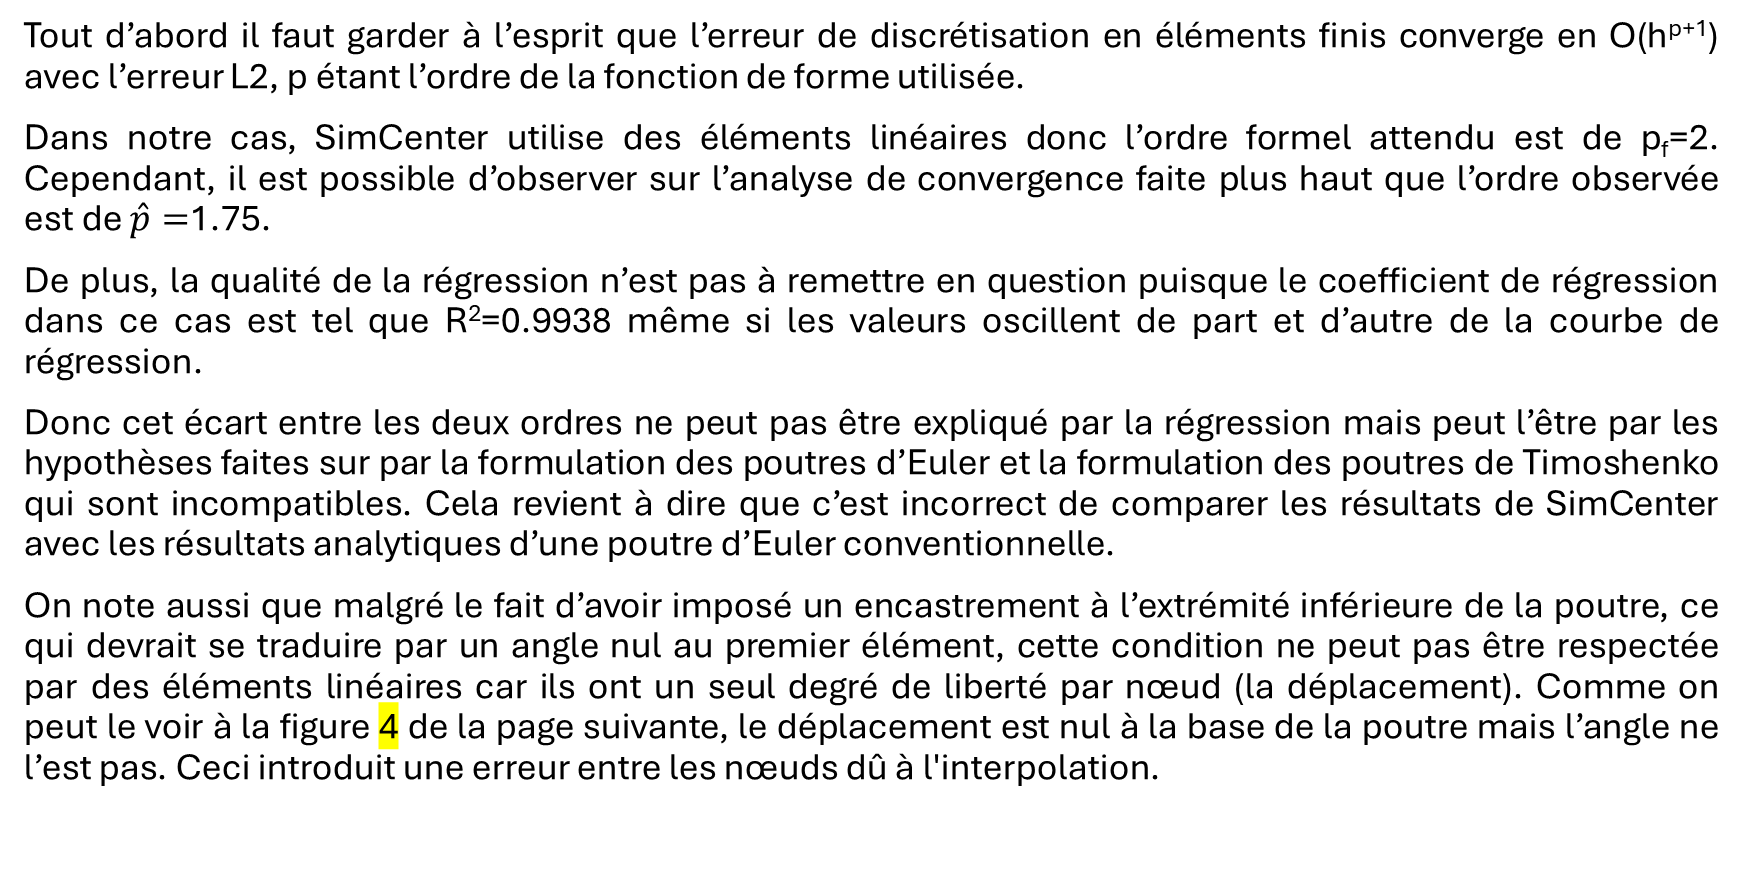 Tout d’abord il faut garder à l’esprit que l’erreur de discrétisation en éléments finis converge en O(hᵖ⁺¹)
avec l’erreur L2, p étant l’ordre de la fonction de forme utilisée.
Dans notre cas, SimCenter utilise des éléments linéaires donc l’ordre formel attendu est de p_f=2.
Cependant, il est possible d’observer sur l’analyse de convergence faite plus haut que l’ordre observée
est de p̂ =1.75.
De plus, la qualité de la régression n’est pas à remettre en question puisque le coefficient de régression
dans ce cas est tel que R²=0.9938 même si les valeurs oscillent de part et d’autre de la courbe de
régression.
Donc cet écart entre les deux ordres ne peut pas être expliqué par la régression mais peut l’être par les
hypothèses faites sur par la formulation des poutres d’Euler et la formulation des poutres de Timoshenko
qui sont incompatibles. Cela revient à dire que c’est incorrect de comparer les résultats de SimCenter
avec les résultats analytiques d’une poutre d’Euler conventionnelle.
On note aussi que malgré le fait d’avoir imposé un encastrement à l’extrémité inférieure de la poutre, ce
qui devrait se traduire par un angle nul au premier élément, cette condition ne peut pas être respectée
par des éléments linéaires car ils ont un seul degré de liberté par nœud (la déplacement). Comme on
peut le voir à la figure 4 de la page suivante, le déplacement est nul à la base de la poutre mais l’angle ne
l’est pas. Ceci introduit une erreur entre les nœuds dû à l'interpolation.